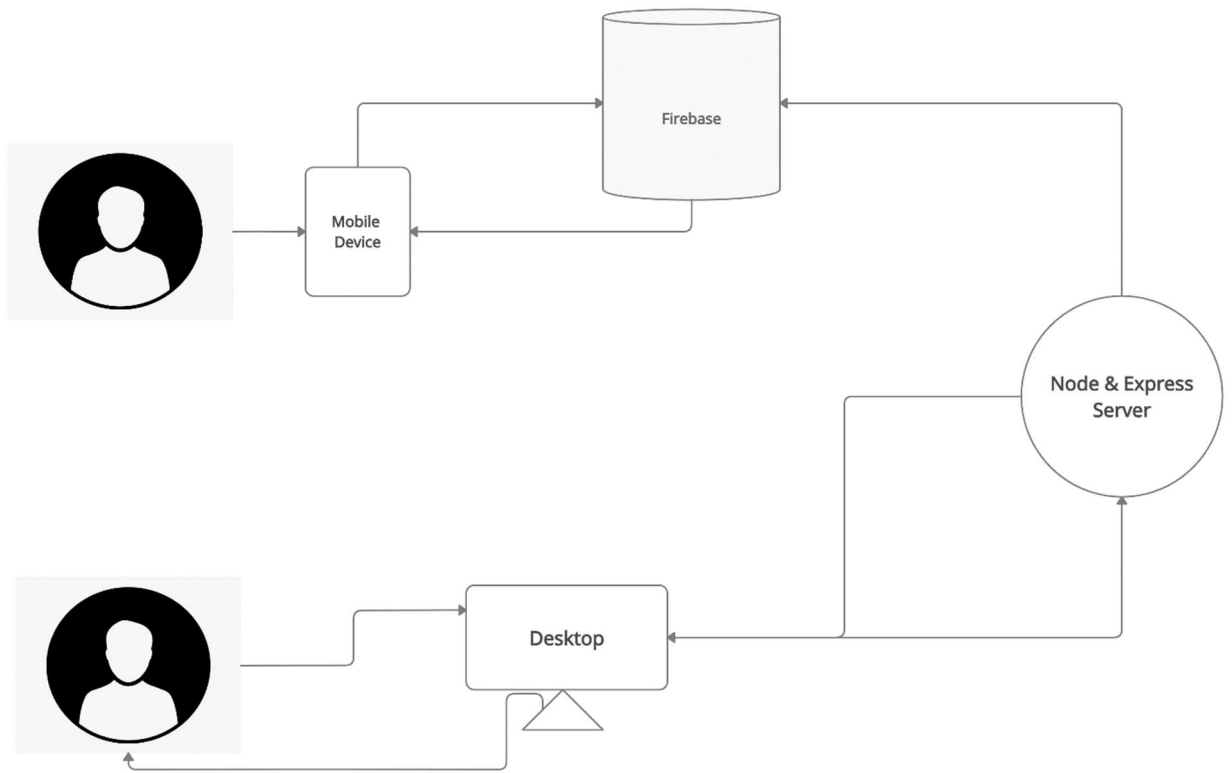 Firebase
Mobile
Device
Node & Express
Server
Desktop